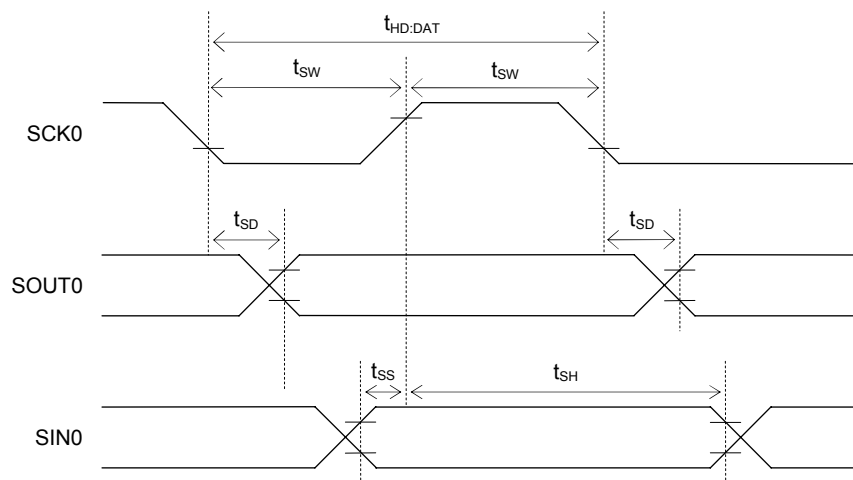 tHD:DAT
tSW tSW
SCK0
tSD tSD
SOUT0
tSS tSH
SIN0